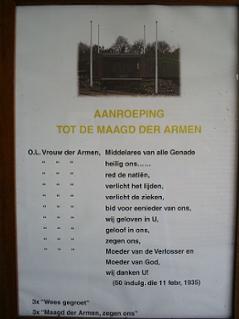 AANROEPING
TOT DE MAAGD DER ARMEN
O.L. Vrouw der Armen, Middelares van alle Genade
" " " heilig ons......
" " " red de natiën,
" " " verlicht het lijden,
" " " verlicht de zieken,
" " " bid voor eenieder van ons,
" " " wij geloven in U,
" " " geloof in ons,
" " " zegen ons,
" " " Moeder van de Verlosser en
" " " Moeder van God,
" " " wij danken U!
(50 indulg. die 11 febr, 1935)
3x "Wees gegroet"
3x "Maagd der Armen, zegen ons"